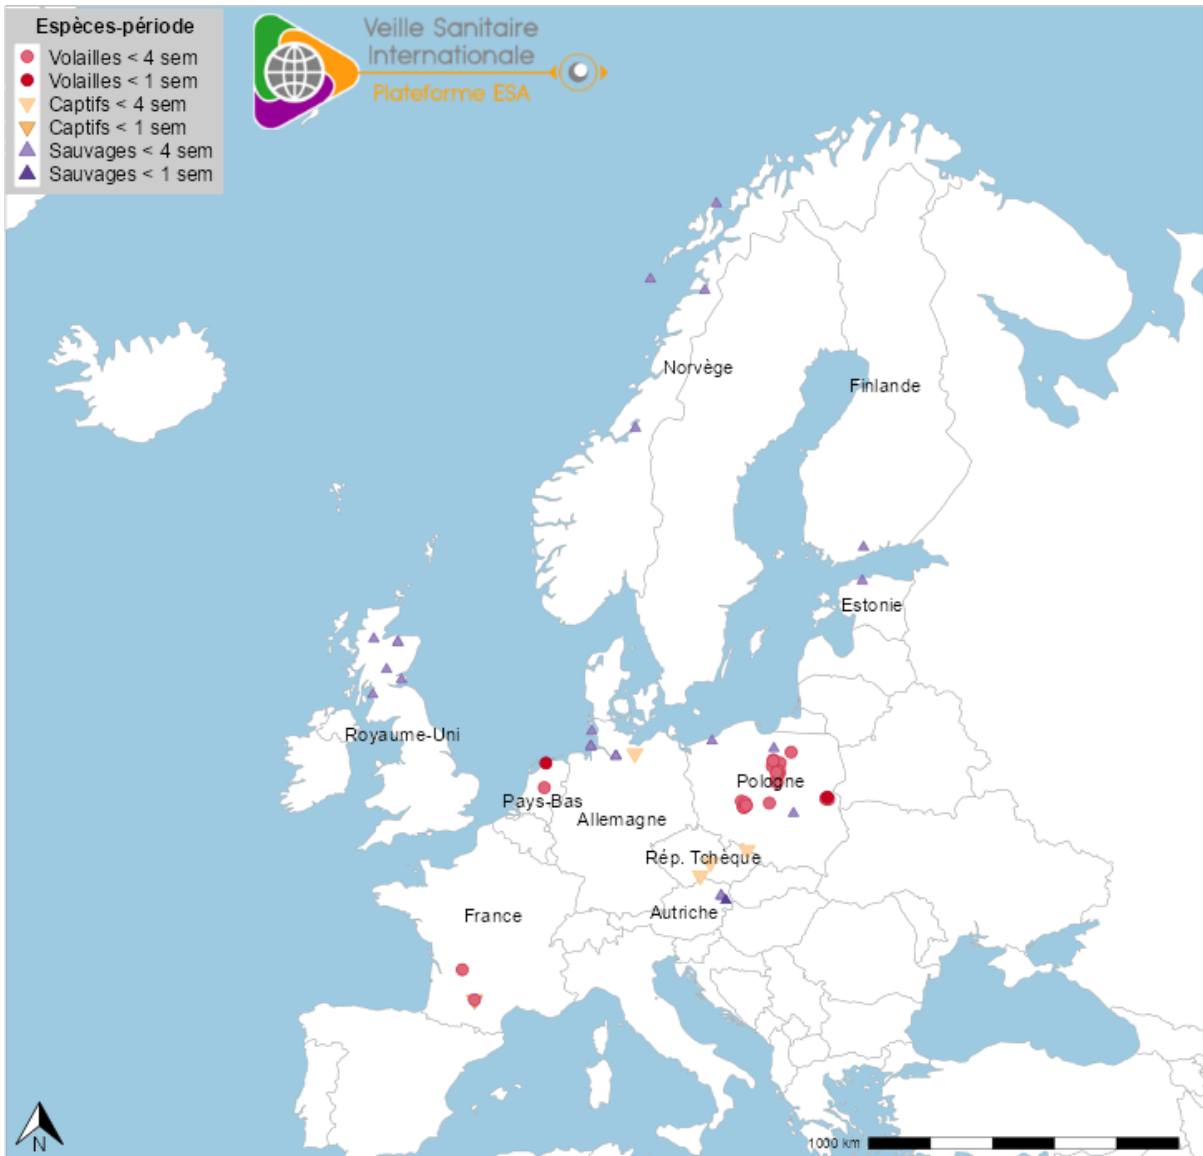 Espèces-période
Volailles < 4 sem
Volailles < 1 sem
Captifs < 4 sem
Captifs < 1 sem
Sauvages < 4 sem
Sauvages < 1 sem
Veille Sanitaire
Internationale
Plateforme ESA
Norvège
Finlande
Estonie
Royaume-Uni
Pologne
Pays-Bas
Allemagne
Rép. Tchèque
Autriche
France
N
1000 km